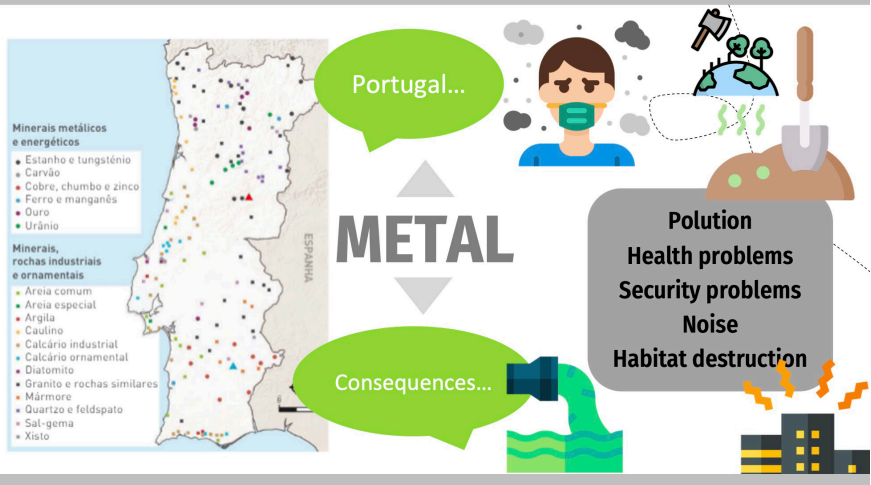 Minerais metálicos
e energéticos
Estanho e tungsténio
Carvão
Cobre, chumbo e zinco
Ferro e manganês
Ouro
Urânio
Minerais,
rochas industriais
e ornamentais
Areia comum
Areia especial
Argila
Caulino
Calcário industrial
Calcário ornamental
Diatomito
Granito e rochas similares
Mármore
Quartzo e feldspato
Sal-gema
Xisto
ESPANHA
0
Portugal...
METAL
Consequences...
Polution
Health problems
Security problems
Noise
Habitat destruction